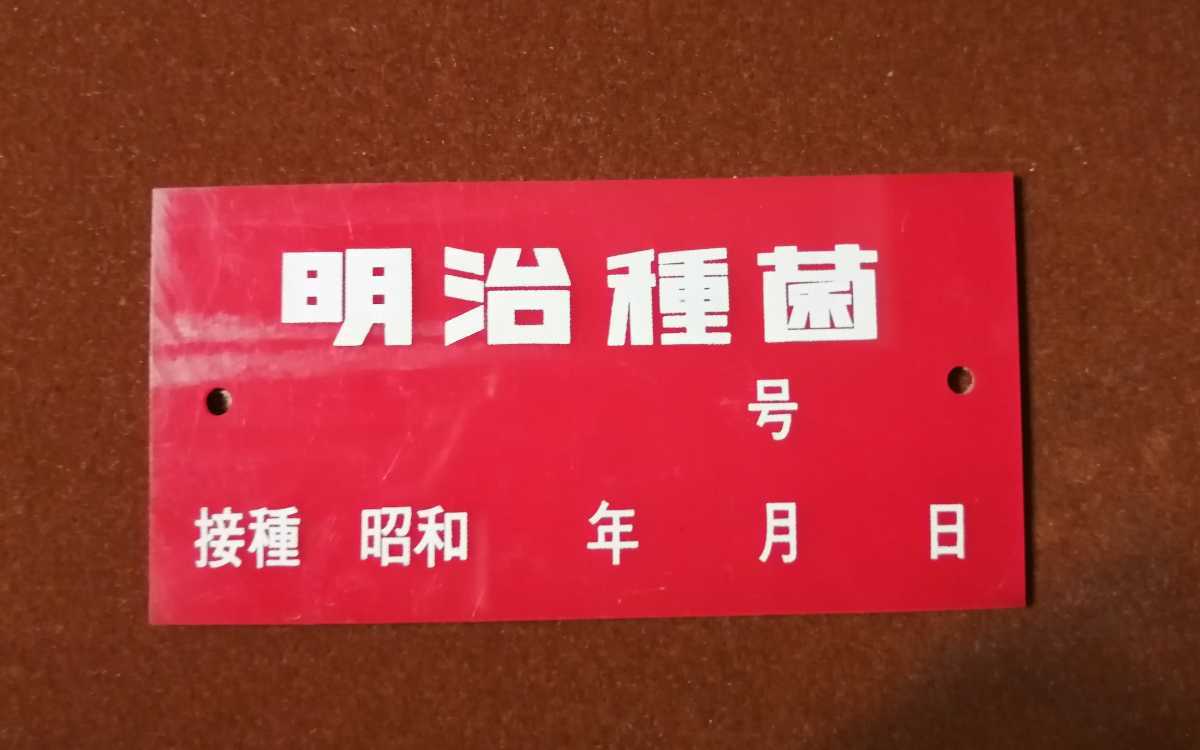 明治種菌
号
接種 昭和 年 月 日